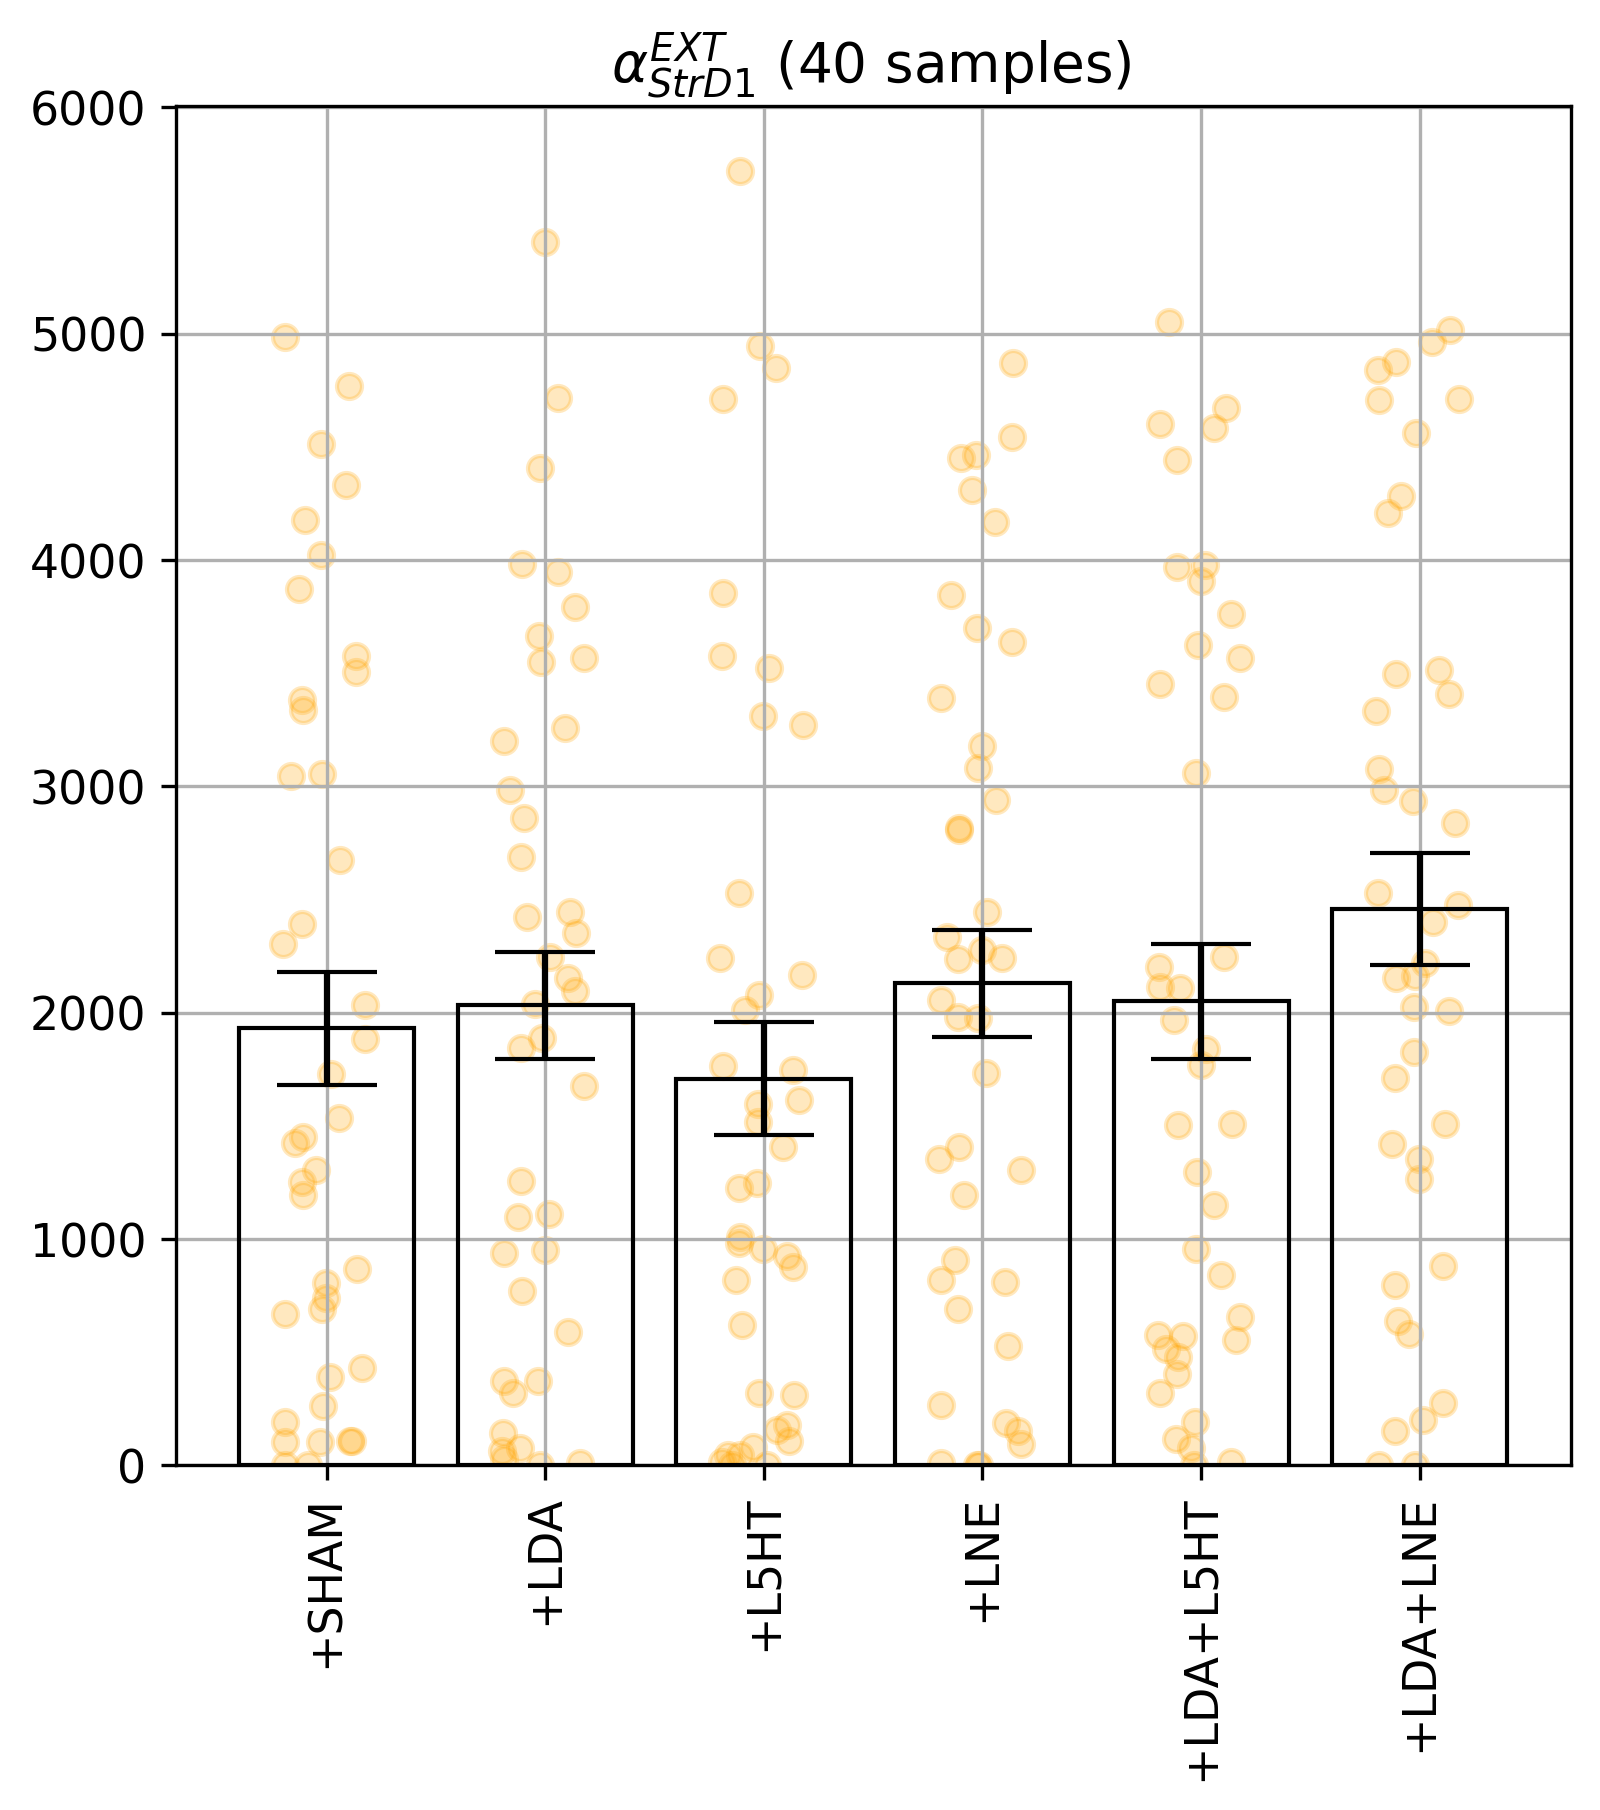 α^{EXT}_{StrD1} (40 samples)
6000
5000
4000
3000
2000
1000
0
+SHAM
+LDA
+L5HT
+LNE
+LDA+L5HT
+LDA+LNE